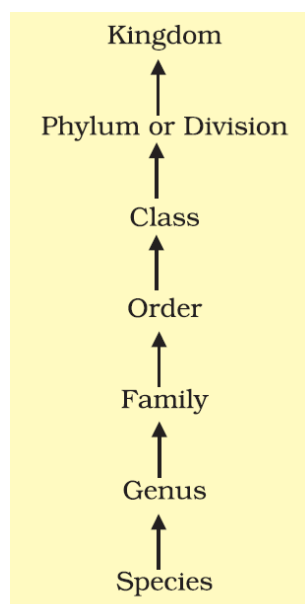 Kingdom
Phylum or Division
Class
Order
Family
Genus
Species